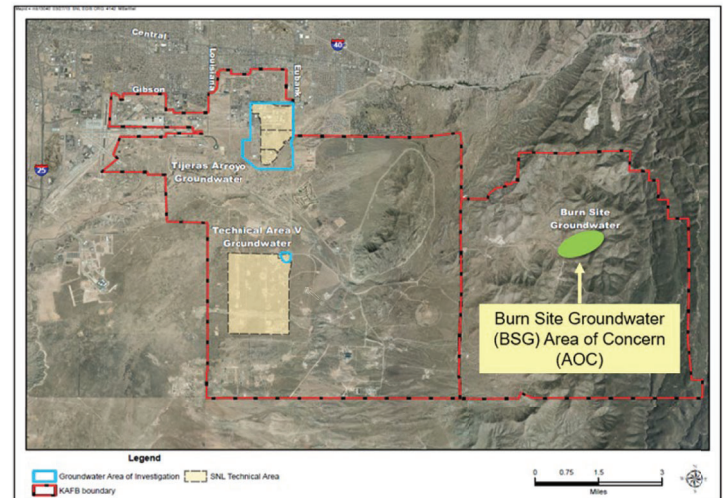 Central
40
Louisiana
Eubank
Gibson
25
Tijeras Arroyo
Groundwater
Technical Area V
Groundwater
Burn Site
Groundwater
Burn Site Groundwater
(BSG) Area of Concern
(AOC)
Legend
Groundwater Area of Investigation
SNL Technical Area
KAFB boundary
0 0.75 1.5 3
Miles